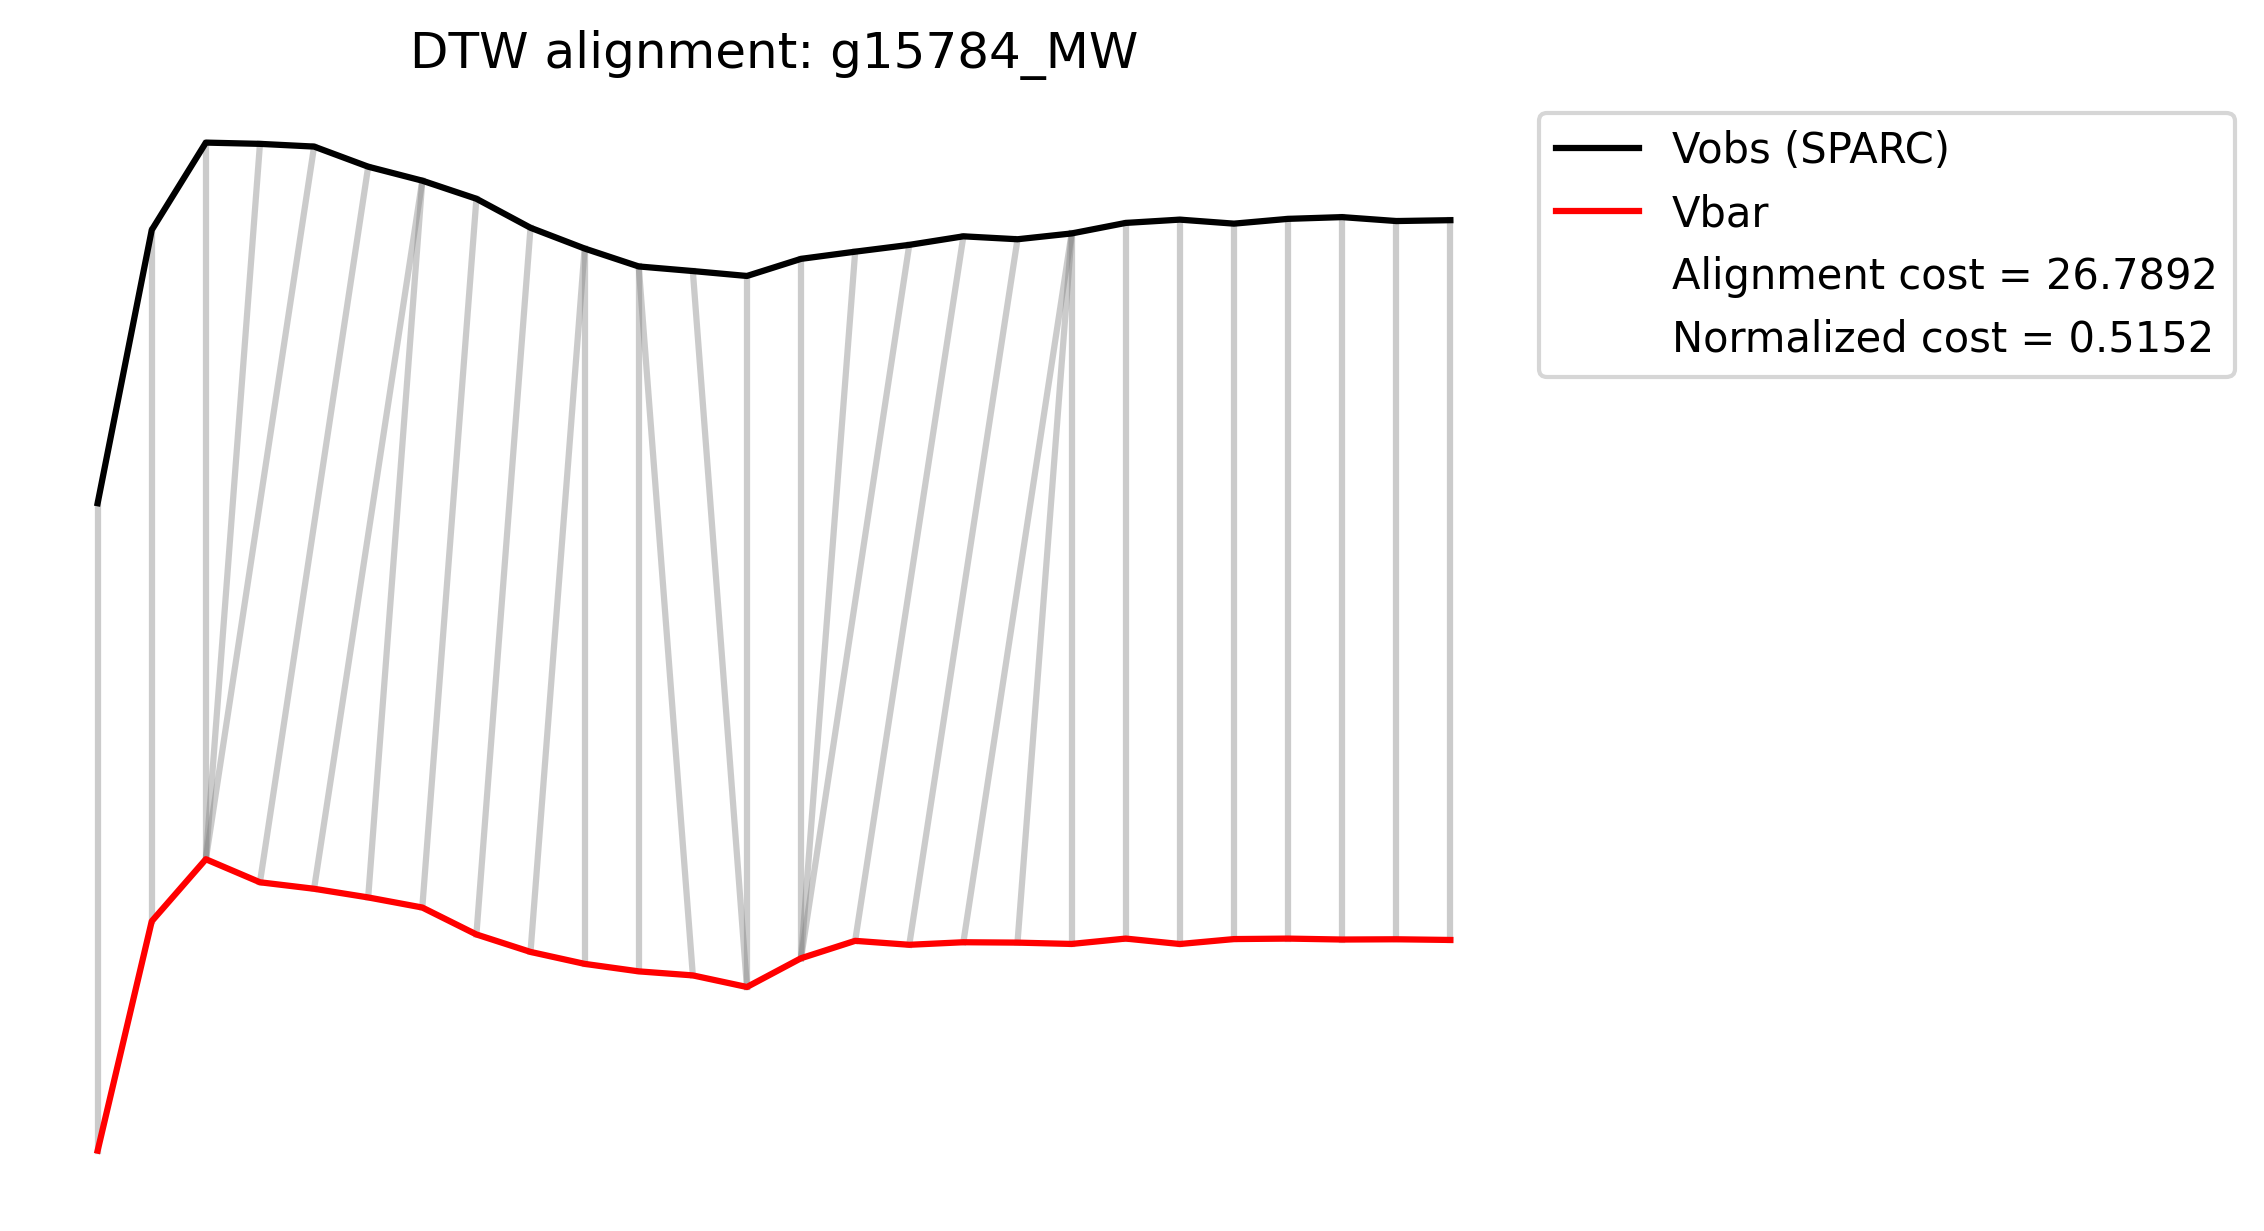 DTW alignment: g15784_MW
Vobs (SPARC)
Vbar
Alignment cost = 26.7892
Normalized cost = 0.5152